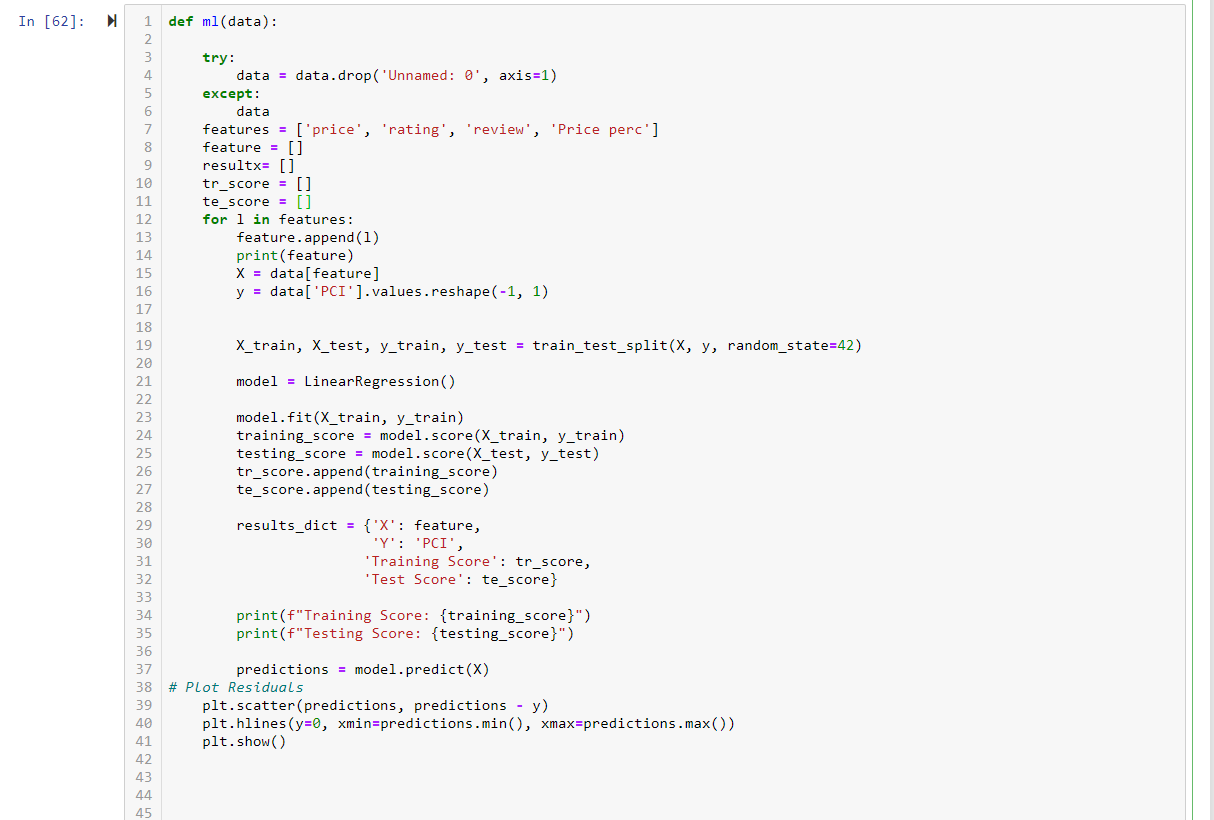 In [62]:
1 def ml(data):
2
3     try:
4         data = data.drop('Unnamed: 0', axis=1)
5     except:
6         data
7     features = ['price', 'rating', 'review', 'Price perc']
8     feature = []
9     resultx= []
10     tr_score = []
11     te_score = []
12     for l in features:
13         feature.append(l)
14         print(feature)
15         X = data[feature]
16         y = data['PCI'].values.reshape(-1, 1)
17
18
19         X_train, X_test, y_train, y_test = train_test_split(X, y, random_state=42)
20
21         model = LinearRegression()
22
23         model.fit(X_train, y_train)
24         training_score = model.score(X_train, y_train)
25         testing_score = model.score(X_test, y_test)
26         tr_score.append(training_score)
27         te_score.append(testing_score)
28
29         results_dict = {'X': feature,
30                         'Y': 'PCI',
31                        'Training Score': tr_score,
32                        'Test Score': te_score}
33
34         print(f"Training Score: {training_score}")
35         print(f"Testing Score: {testing_score}")
36
37         predictions = model.predict(X)
38 # Plot Residuals
39     plt.scatter(predictions, predictions - y)
40     plt.hlines(y=0, xmin=predictions.min(), xmax=predictions.max())
41     plt.show()
42
43
44
45